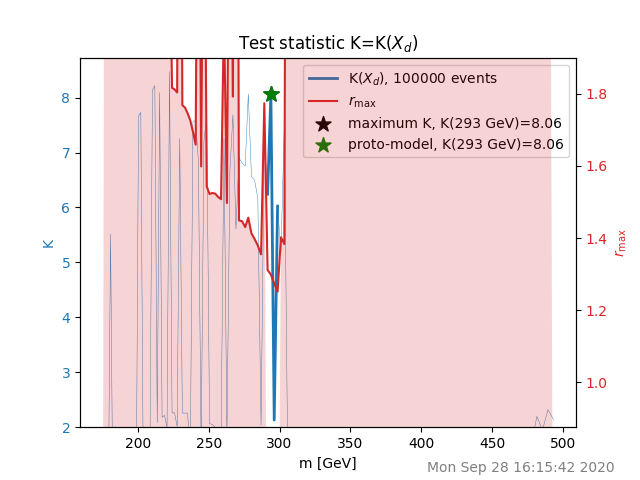 Test statistic K=K(X_d)
K(X_d), 100000 events
r_max
maximum K, K(293 GeV)=8.06
proto-model, K(293 GeV)=8.06
K
8
7
6
5
4
3
2
1.8
1.6
1.4
1.2
1.0
r_max
200 250 300 350 400 450 500
m [GeV]
Mon Sep 28 16:15:42 2020